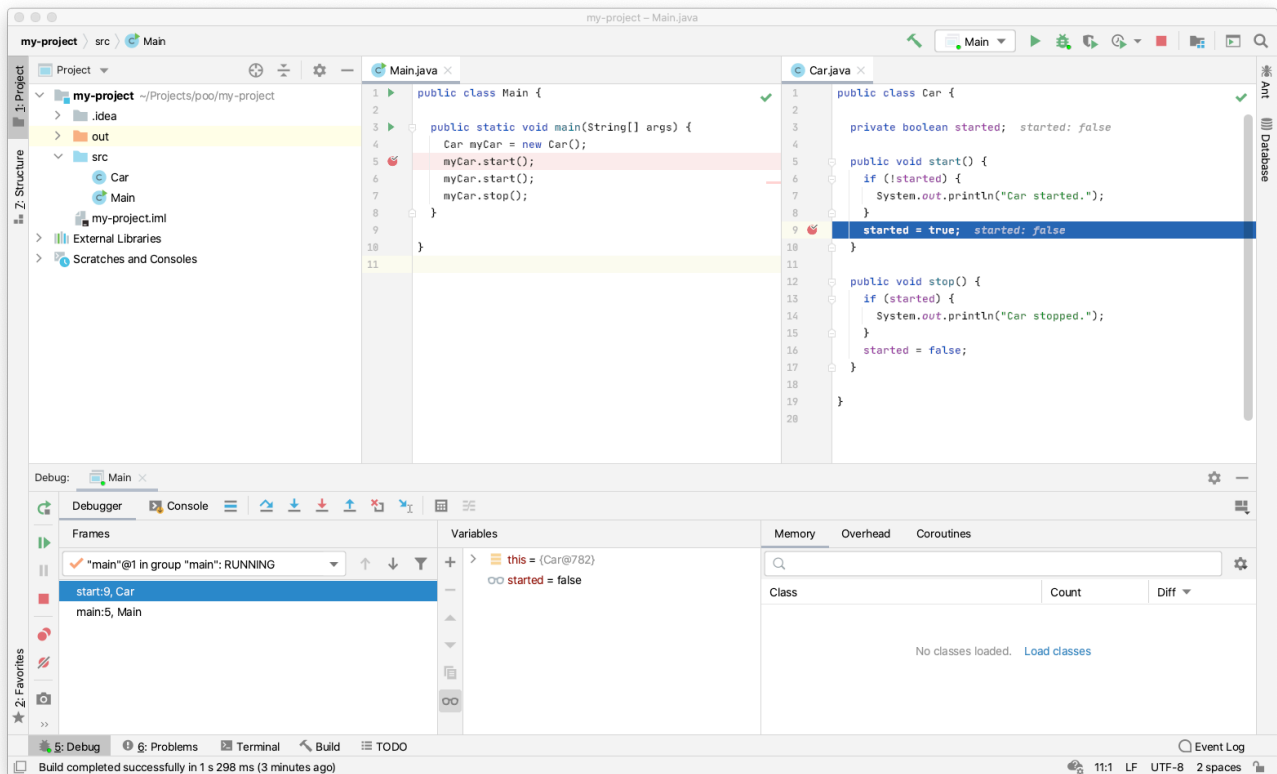 my-project – Main.java
my-project src Main
Main
1: Project
7: Structure
2: Favorites
Project
my-project ~/Projects/poo/my-project
.idea
out
src
Car
Main
my-project.iml
External Libraries
Scratches and Consoles
Main.java
1 public class Main {
2
3 public static void main(String[] args) {
4 Car myCar = new Car();
5 myCar.start();
6 myCar.start();
7 myCar.stop();
8 }
9
10 }
11
Car.java
1 public class Car {
2
3 private boolean started; started: false
4
5 public void start() {
6 if (!started) {
7 System.out.println("Car started.");
8 }
9 started = true; started: false
10 }
11
12 public void stop() {
13 if (started) {
14 System.out.println("Car stopped.");
15 }
16 started = false;
17 }
18
19 }
20
Ant
Database
Debug: Main
Debugger Console
Frames
"main"@1 in group "main": RUNNING
start:9, Car
main:5, Main
Variables
this = {Car@782}
started = false
Memory Overhead Coroutines
Class Count Diff
No classes loaded. Load classes
5: Debug 6: Problems Terminal Build TODO Event Log
Build completed successfully in 1 s 298 ms (3 minutes ago) 11:1 LF UTF-8 2 spaces